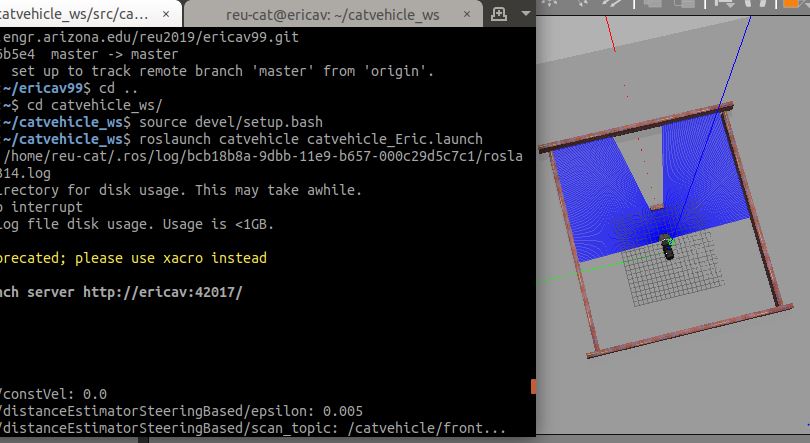 catvehicle_ws/src/ca… ×
reu-cat@ericav: ~/catvehicle_ws ×
.engr.arizona.edu/reu2019/ericav99.git
6b5e4 master -> master
set up to track remote branch 'master' from 'origin'.
:~/ericav99$ cd ..
:~$ cd catvehicle_ws/
:~/catvehicle_ws$ source devel/setup.bash
:~/catvehicle_ws$ roslaunch catvehicle catvehicle_Eric.launch
/home/reu-cat/.ros/log/bcb18b8a-9dbb-11e9-b657-000c29d5c7c1/rosla
814.log
irectory for disk usage. This may take awhile.
o interrupt
log file disk usage. Usage is <1GB.
precated; please use xacro instead
nch server http://ericav:42017/
/constVel: 0.0
/distanceEstimatorSteeringBased/epsilon: 0.005
/distanceEstimatorSteeringBased/scan_topic: /catvehicle/front...